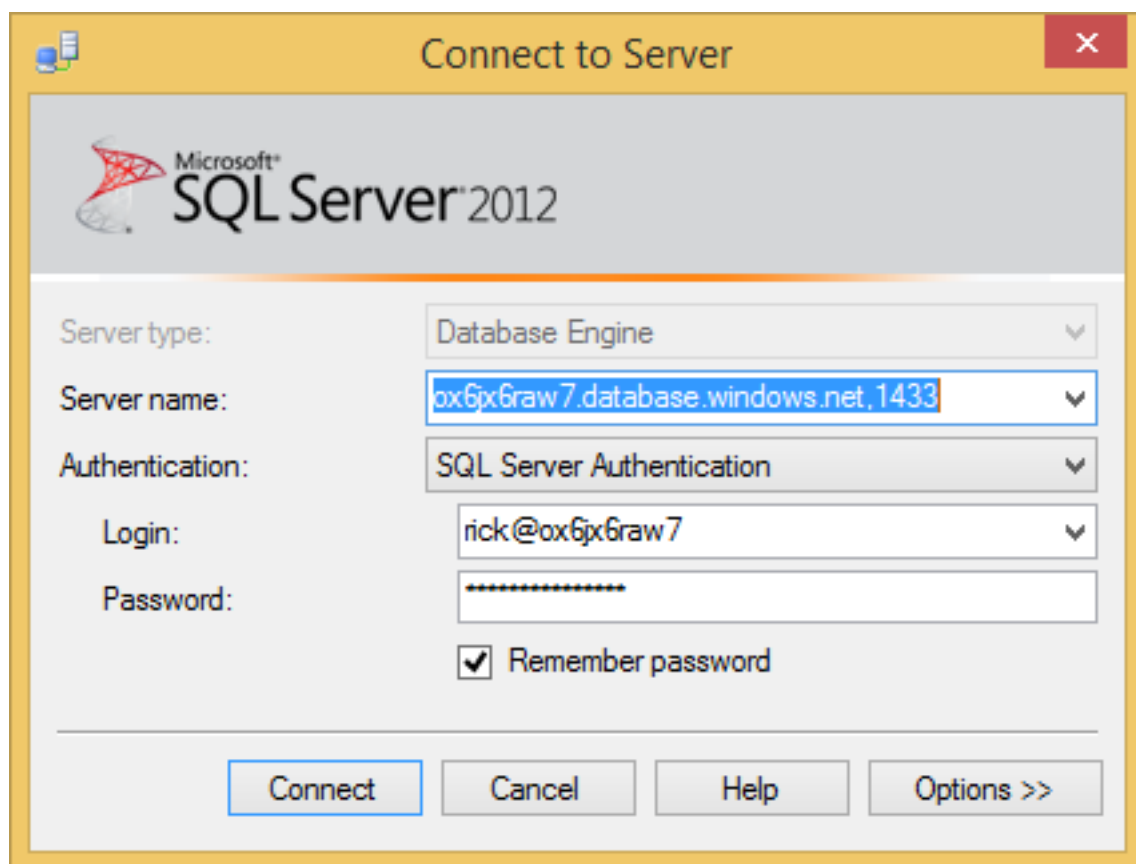 Connect to Server
Microsoft®
SQL Server® 2012
Server type: Database Engine
Server name: ox6jx6raw7.database.windows.net,1433
Authentication: SQL Server Authentication
Login: rick@ox6jx6raw7
Password: ***************
Remember password
Connect Cancel Help Options >>